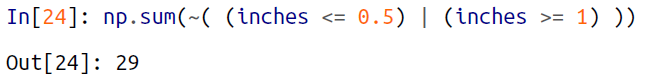 In[24]: np.sum(~( (inches <= 0.5) | (inches >= 1) ))
Out[24]: 29